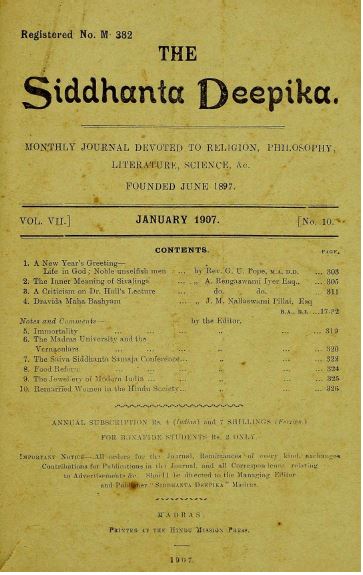 Registered No. M 382
THE
Siddhanta Deepika.
MONTHLY JOURNAL DEVOTED TO RELIGION, PHILOSOPHY,
LITERATURE, SCIENCE, &c.
FOUNDED JUNE 1897.
VOL. VII.] JANUARY 1907. [No. 10.
CONTENTS.
PAGE.
1. A New Year's Greeting—
Life in God; Noble unselfish men ... by Rev. G. U. Pope, M.A. D.D. ... 303
2. The Inner Meaning of Sivalinga ... „ A. Rengaswami Iyer Esq., ... 305
3. A Criticism on Dr. Hull's Lecture ... do. do. ... 311
4. Dravida Maha Bashyam ... „ J. M. Nallaswami Pillai, Esq
B.A., B.L. ...17-22
Notes and Comments— by the Editor.
5. Immortality ... 319
6. The Madras University and the
Vernaculars ... 320
7. The Saiva Siddhanta Samaja Conference... 323
8. Food Reform ... 324
9. The Jewellery of Modern India ... 325
10. Remarried Women in the Hindu Society... 326
ANNUAL SUBSCRIPTION Rs. 4 (Indian) and 7 SHILLINGS (Foreign.)
FOR BONAFIDE STUDENTS Rs. 2 ONLY.
IMPORTANT NOTICE—All orders for the Journal, Remittances of every kind, exchanges
Contributions for Publications in the Journal, and all Correspondence relating
to Advertisements &c. Should be directed to the Managing Editor,
and Publisher "SIDDHANTA DEEPIKA" Madras.
MADRAS.
PRINTED AT THE HINDU MISSION PRESS.
1907.